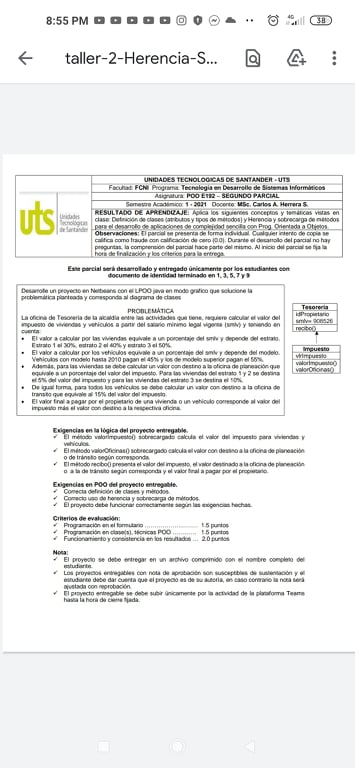 8:55 PM
4G
38
taller-2-Herencia-S...
uts
Unidades
Tecnológicas
de Santander
UNIDADES TECNOLOGICAS DE SANTANDER - UTS
Facultad: FCNI Programa: Tecnología en Desarrollo de Sistemas Informáticos
Asignatura: POO E192 – SEGUNDO PARCIAL
Semestre Académico: 1 - 2021 Docente: MSc. Carlos A. Herrera S.
RESULTADO DE APRENDIZAJE: Aplica los siguientes conceptos y temáticas vistas en
clase: Definición de clases (atributos y tipos de métodos) y Herencia y sobrecarga de métodos
para el desarrollo de aplicaciones de complejidad sencilla con Prog. Orientada a Objetos.
Observaciones: El parcial se presenta de forma individual. Cualquier intento de copia se
califica como fraude con calificación de cero (0.0). Durante el desarrollo del parcial no hay
preguntas, la comprensión del parcial hace parte del mismo. Al inicio del parcial se fija la
hora de finalización y los criterios para la entrega.
Este parcial será desarrollado y entregado únicamente por los estudiantes con
documento de identidad terminado en 1, 3, 5, 7 y 9
Desarrolle un proyecto en Netbeans con el LPOO java en modo grafico que solucione la
problemática planteada y corresponda al diagrama de clases
PROBLEMÁTICA
La oficina de Tesorería de la alcaldía entre las actividades que tiene, requiere calcular el valor del
impuesto de viviendas y vehículos a partir del salario mínimo legal vigente (smlv) y teniendo en
cuenta:
• El valor a calcular por las viviendas equivale a un porcentaje del smlv y depende del estrato.
Estrato 1 el 30%, estrato 2 el 40% y estrato 3 el 50%.
• El valor a calcular por los vehículos equivale a un porcentaje del smlv y depende del modelo.
Vehículos con modelo hasta 2010 pagan el 45% y los de modelo superior pagan el 55%.
• Además, para las viviendas se debe calcular un valor con destino a la oficina de planeación que
equivale a un porcentaje del valor del impuesto. Para las viviendas del estrato 1 y 2 se destina
el 5% del valor del impuesto y para las viviendas del estrato 3 se destina el 10%.
• De igual forma, para todos los vehículos se debe calcular un valor con destino a la oficina de
transito que equivale al 15% del valor del impuesto.
• El valor final a pagar por el propietario de una vivienda o un vehículo corresponde al valor del
impuesto más el valor con destino a la respectiva oficina.
Tesorería
idPropietario
smlv= 908526
recibo()
Impuesto
vlrImpuesto
valorImpuesto()
valorOficinas()
Exigencias en la lógica del proyecto entregable.
✓ El método valorImpuesto() sobrecargado calcula el valor del impuesto para viviendas y
vehículos.
✓ El método valorOficinas() sobrecargado calcula el valor con destino a la oficina de planeación
o de tránsito según corresponda.
✓ El método recibo() presenta el valor del impuesto, el valor destinado a la oficina de planeación
o a la de tránsito según corresponda y el valor final a pagar por el propietario.
Exigencias en POO del proyecto entregable.
✓ Correcta definición de clases y métodos.
✓ Correcto uso de herencia y sobrecarga de métodos.
✓ El proyecto debe funcionar correctamente según las exigencias hechas.
Criterios de evaluación:
✓ Programación en el formulario ........................ 1.5 puntos
✓ Programación en clase(s), técnicas POO ............ 1.5 puntos
✓ Funcionamiento y consistencia en los resultados ... 2.0 puntos
Nota:
✓ El proyecto se debe entregar en un archivo comprimido con el nombre completo del
estudiante.
✓ Los proyectos entregables con nota de aprobación son susceptibles de sustentación y el
estudiante debe dar cuenta que el proyecto es de su autoría, en caso contrario la nota será
ajustada con reprobación.
✓ El proyecto entregable se debe subir únicamente por la actividad de la plataforma Teams
hasta la hora de cierre fijada.